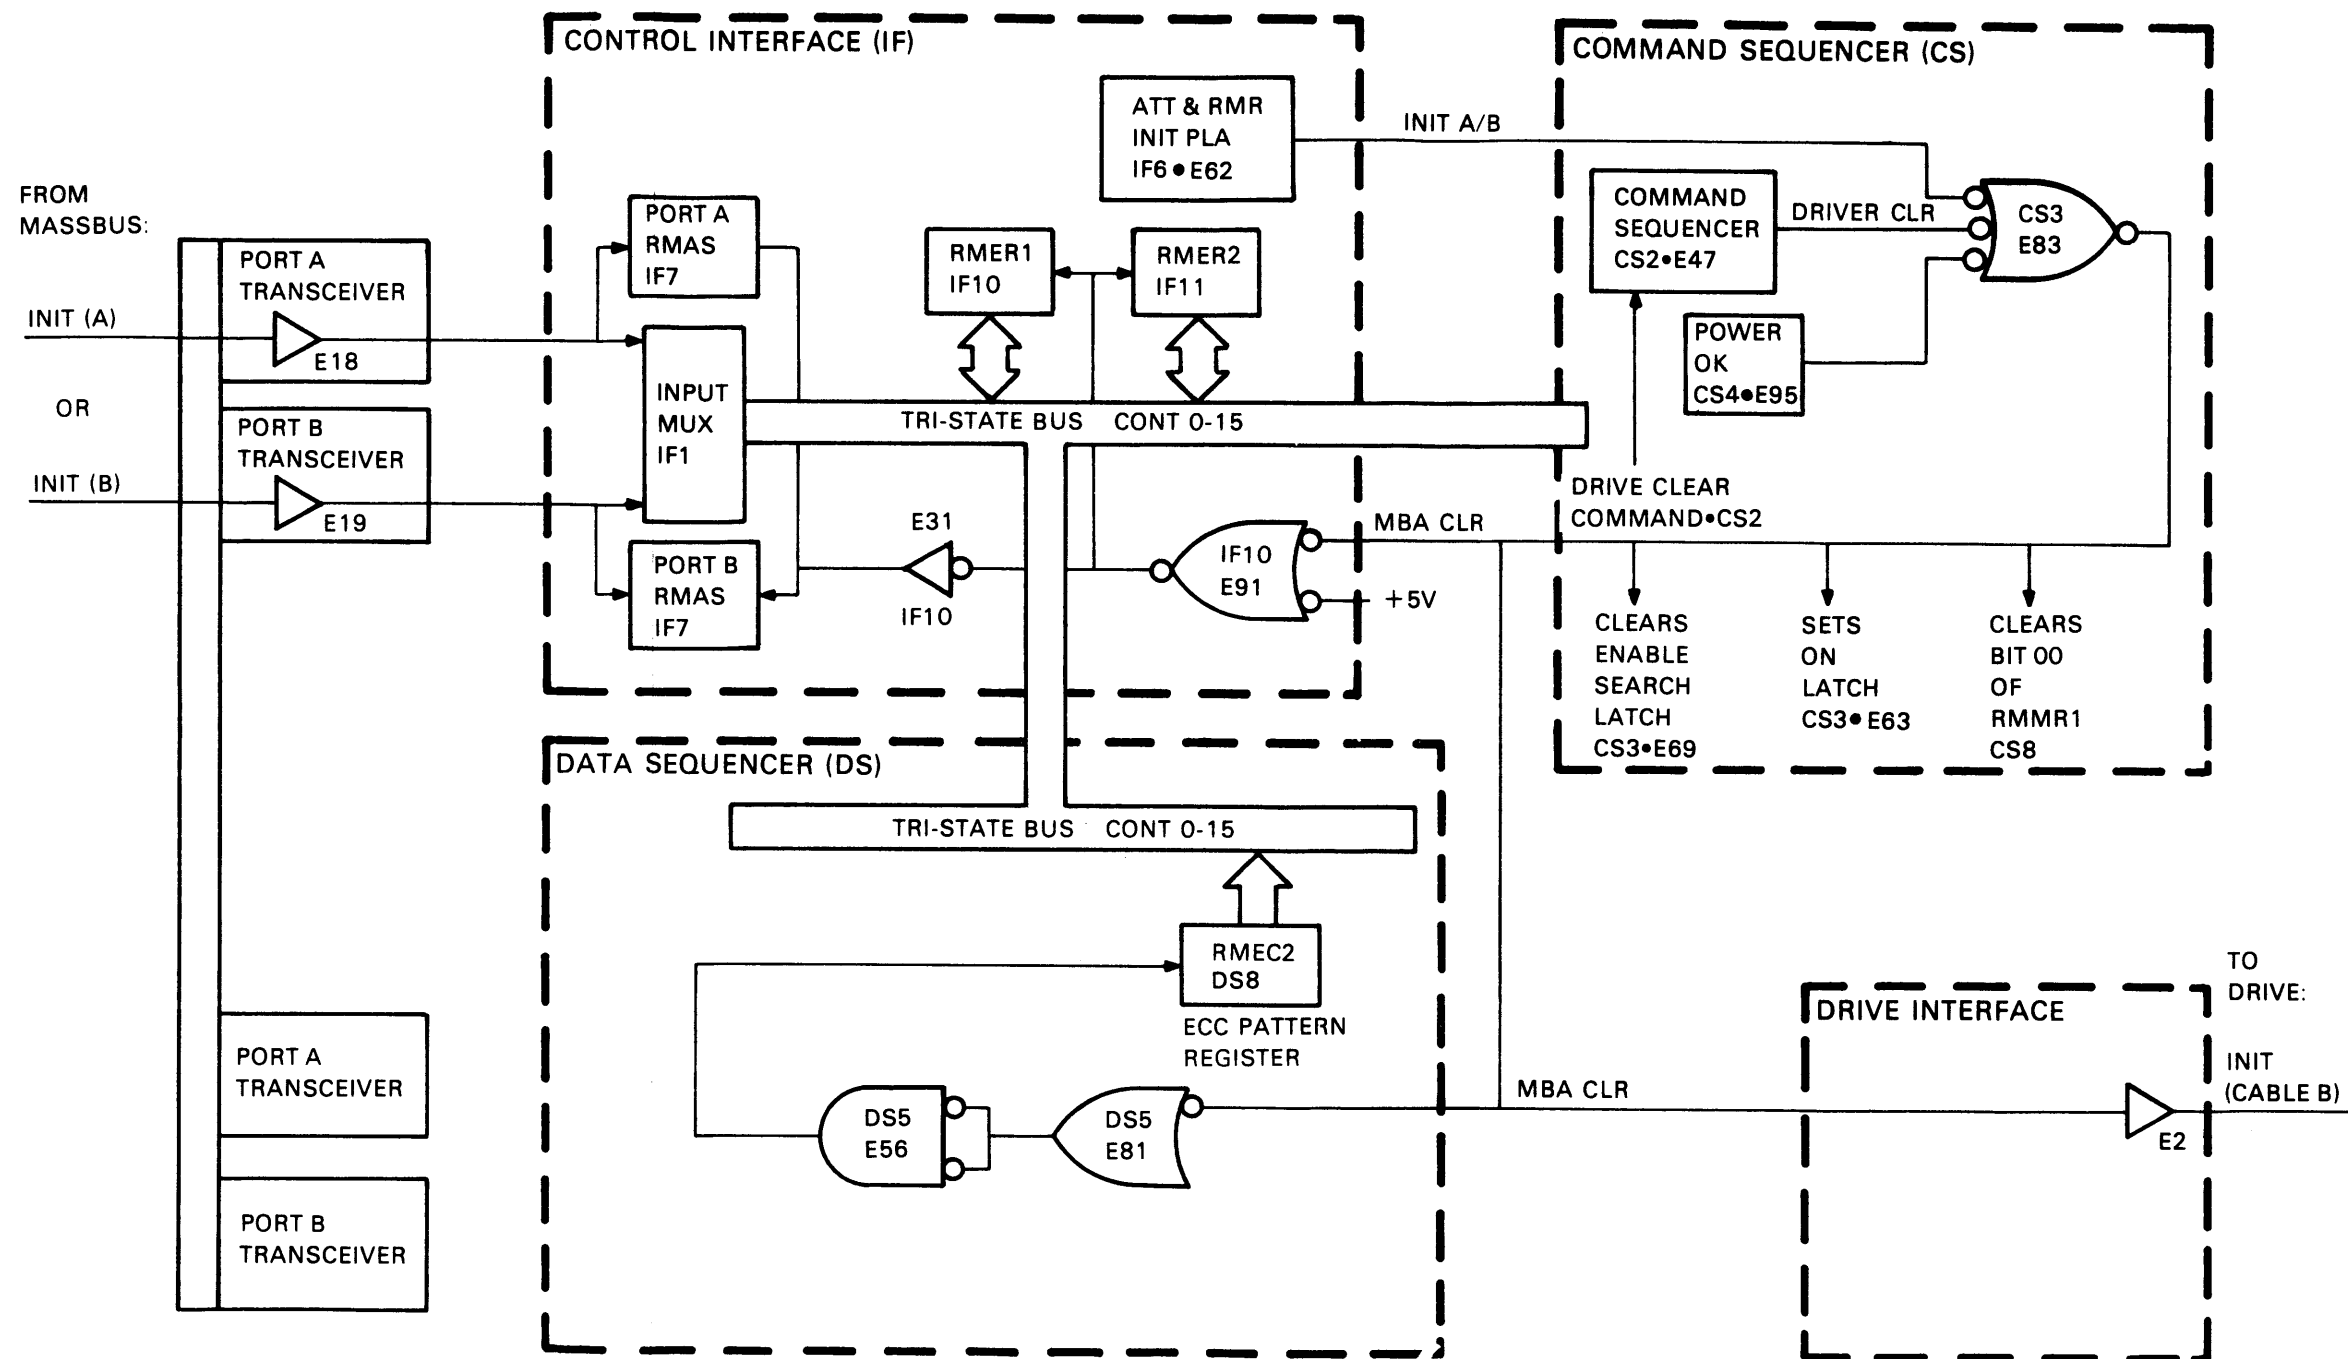 CONTROL INTERFACE (IF)
COMMAND SEQUENCER (CS)
ATT & RMR
INIT PLA
IF6●E62
INIT A/B
FROM
MASSBUS:
PORT A
TRANSCEIVER
E18
INIT (A)
OR
PORT B
TRANSCEIVER
E19
INIT (B)
PORT A
RMAS
IF7
INPUT
MUX
IF1
PORT B
RMAS
IF7
RMER1
IF10
RMER2
IF11
TRI-STATE BUS CONT 0-15
E31
IF10
IF10
E91
MBA CLR
+5V
COMMAND
SEQUENCER
CS2●E47
DRIVER CLR
CS3
E83
POWER
OK
CS4●E95
DRIVE CLEAR
COMMAND●CS2
CLEARS
ENABLE
SEARCH
LATCH
CS3●E69
SETS
ON
LATCH
CS3●E63
CLEARS
BIT 00
OF
RMMR1
CS8
DATA SEQUENCER (DS)
TRI-STATE BUS CONT 0-15
RMEC2
DS8
ECC PATTERN
REGISTER
DS5
E56
DS5
E81
MBA CLR
PORT A
TRANSCEIVER
PORT B
TRANSCEIVER
DRIVE INTERFACE
E2
TO
DRIVE:
INIT
(CABLE B)